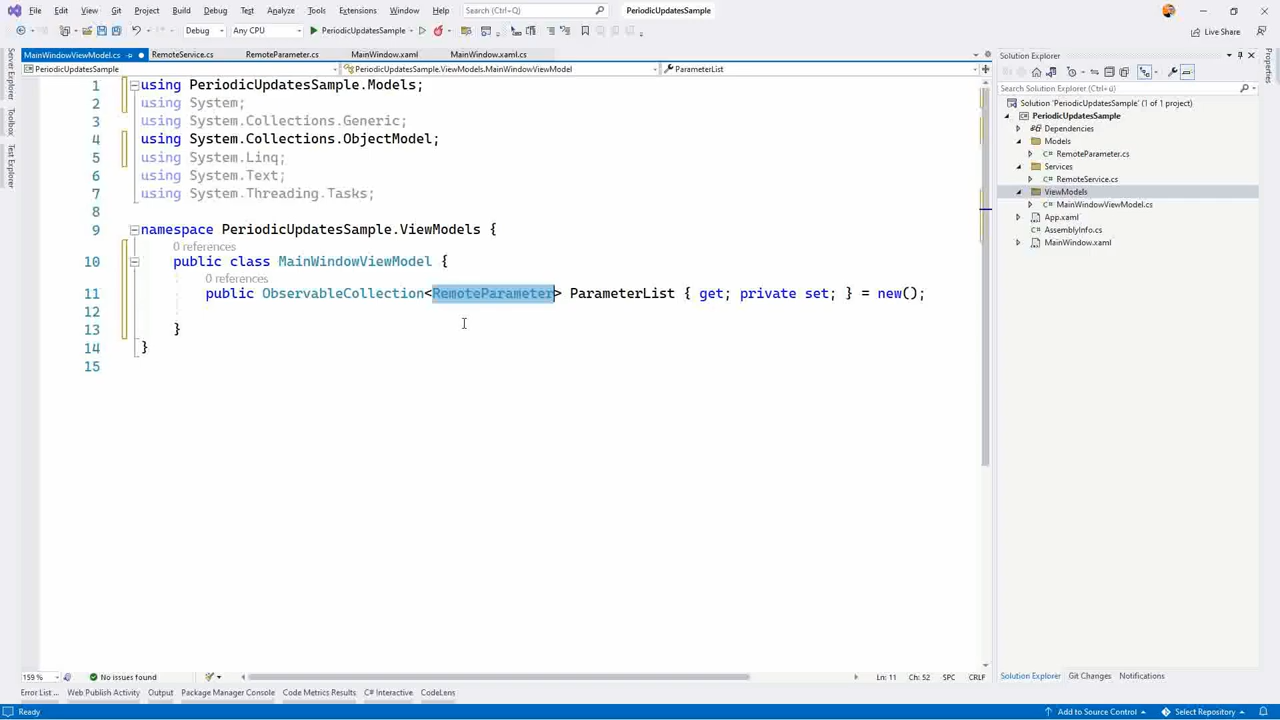 File Edit View Git Project Build Debug Test Analyze Tools Extensions Window Help Search (Ctrl+Q) PeriodicUpdatesSample
Debug Any CPU PeriodicUpdatesSample Live Share
MainWindowViewModel.cs RemoteService.cs RemoteParameter.cs MainWindow.xaml MainWindow.xaml.cs
PeriodicUpdatesSample PeriodicUpdatesSample.ViewModels.MainWindowViewModel ParameterList
Server Explorer
Toolbox
Test Explorer
1 using PeriodicUpdatesSample.Models;
2 using System;
3 using System.Collections.Generic;
4 using System.Collections.ObjectModel;
5 using System.Linq;
6 using System.Text;
7 using System.Threading.Tasks;
8
9 namespace PeriodicUpdatesSample.ViewModels {
0 references
10 public class MainWindowViewModel {
0 references
11 public ObservableCollection<RemoteParameter> ParameterList { get; private set; } = new();
12
13 }
14 }
15
Solution Explorer
Search Solution Explorer (Ctrl+ü)
Solution 'PeriodicUpdatesSample' (1 of 1 project)
PeriodicUpdatesSample
Dependencies
Models
C# RemoteParameter.cs
Services
C# RemoteService.cs
ViewModels
C# MainWindowViewModel.cs
App.xaml
C# AssemblyInfo.cs
MainWindow.xaml
Properties
159 % No issues found Ln: 11 Ch: 52 SPC CRLF
Solution Explorer Git Changes Notifications
Error List ... Web Publish Activity Output Package Manager Console Code Metrics Results C# Interactive CodeLens
Ready Add to Source Control Select Repository